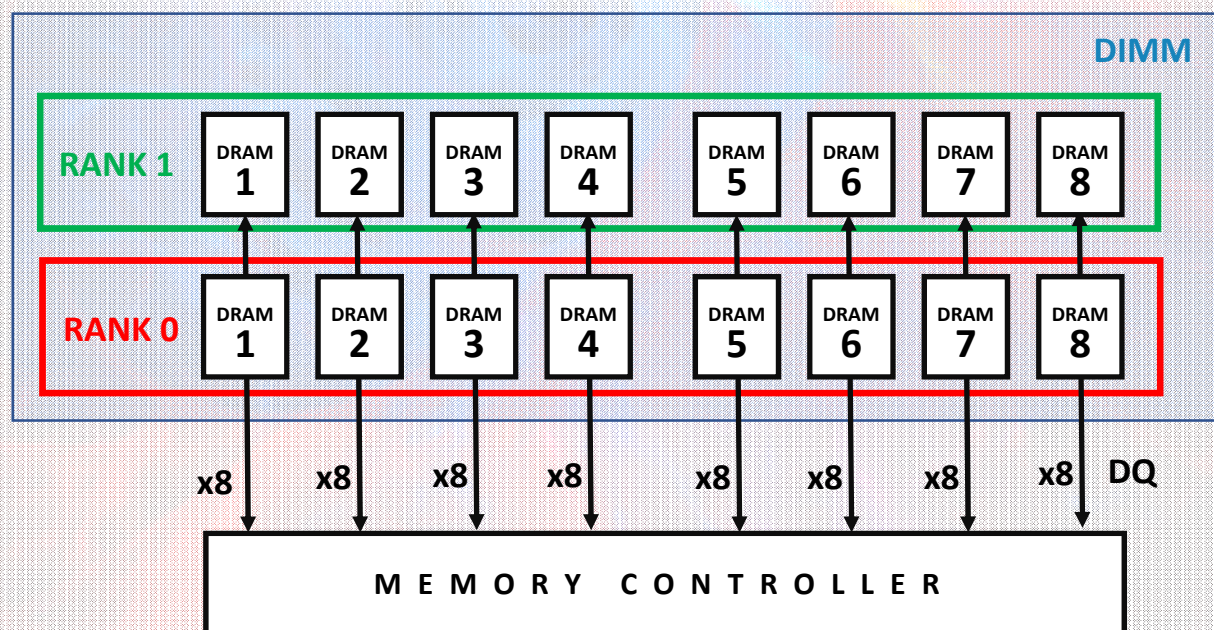 DIMM
RANK 1
DRAM 1
DRAM 2
DRAM 3
DRAM 4
DRAM 5
DRAM 6
DRAM 7
DRAM 8
RANK 0
DRAM 1
DRAM 2
DRAM 3
DRAM 4
DRAM 5
DRAM 6
DRAM 7
DRAM 8
x8 x8 x8 x8 x8 x8 x8 x8 DQ
MEMORY CONTROLLER